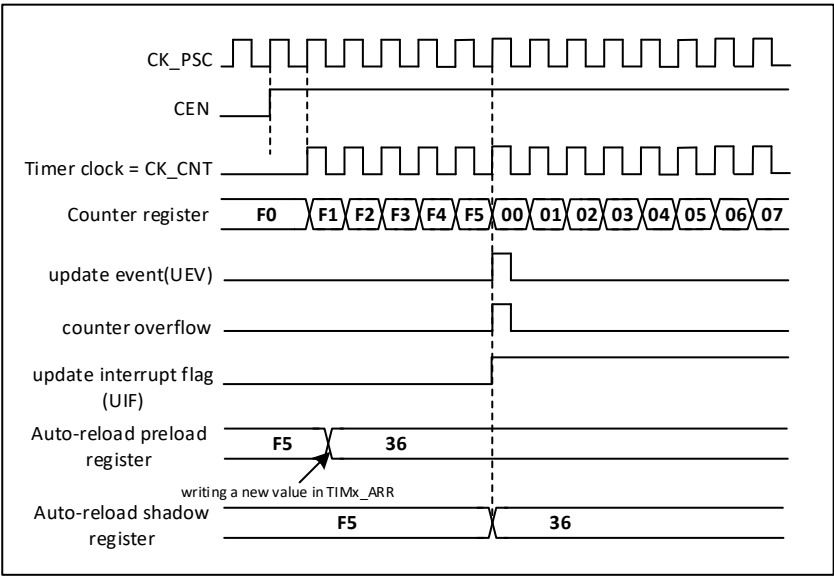 CK_PSC
CEN
Timer clock = CK_CNT
Counter register F0 F1 F2 F3 F4 F5 00 01 02 03 04 05 06 07
update event(UEV)
counter overflow
update interrupt flag
(UIF)
Auto-reload preload
register
F5 36
writing a new value in TIMx_ARR
Auto-reload shadow
register
F5 36